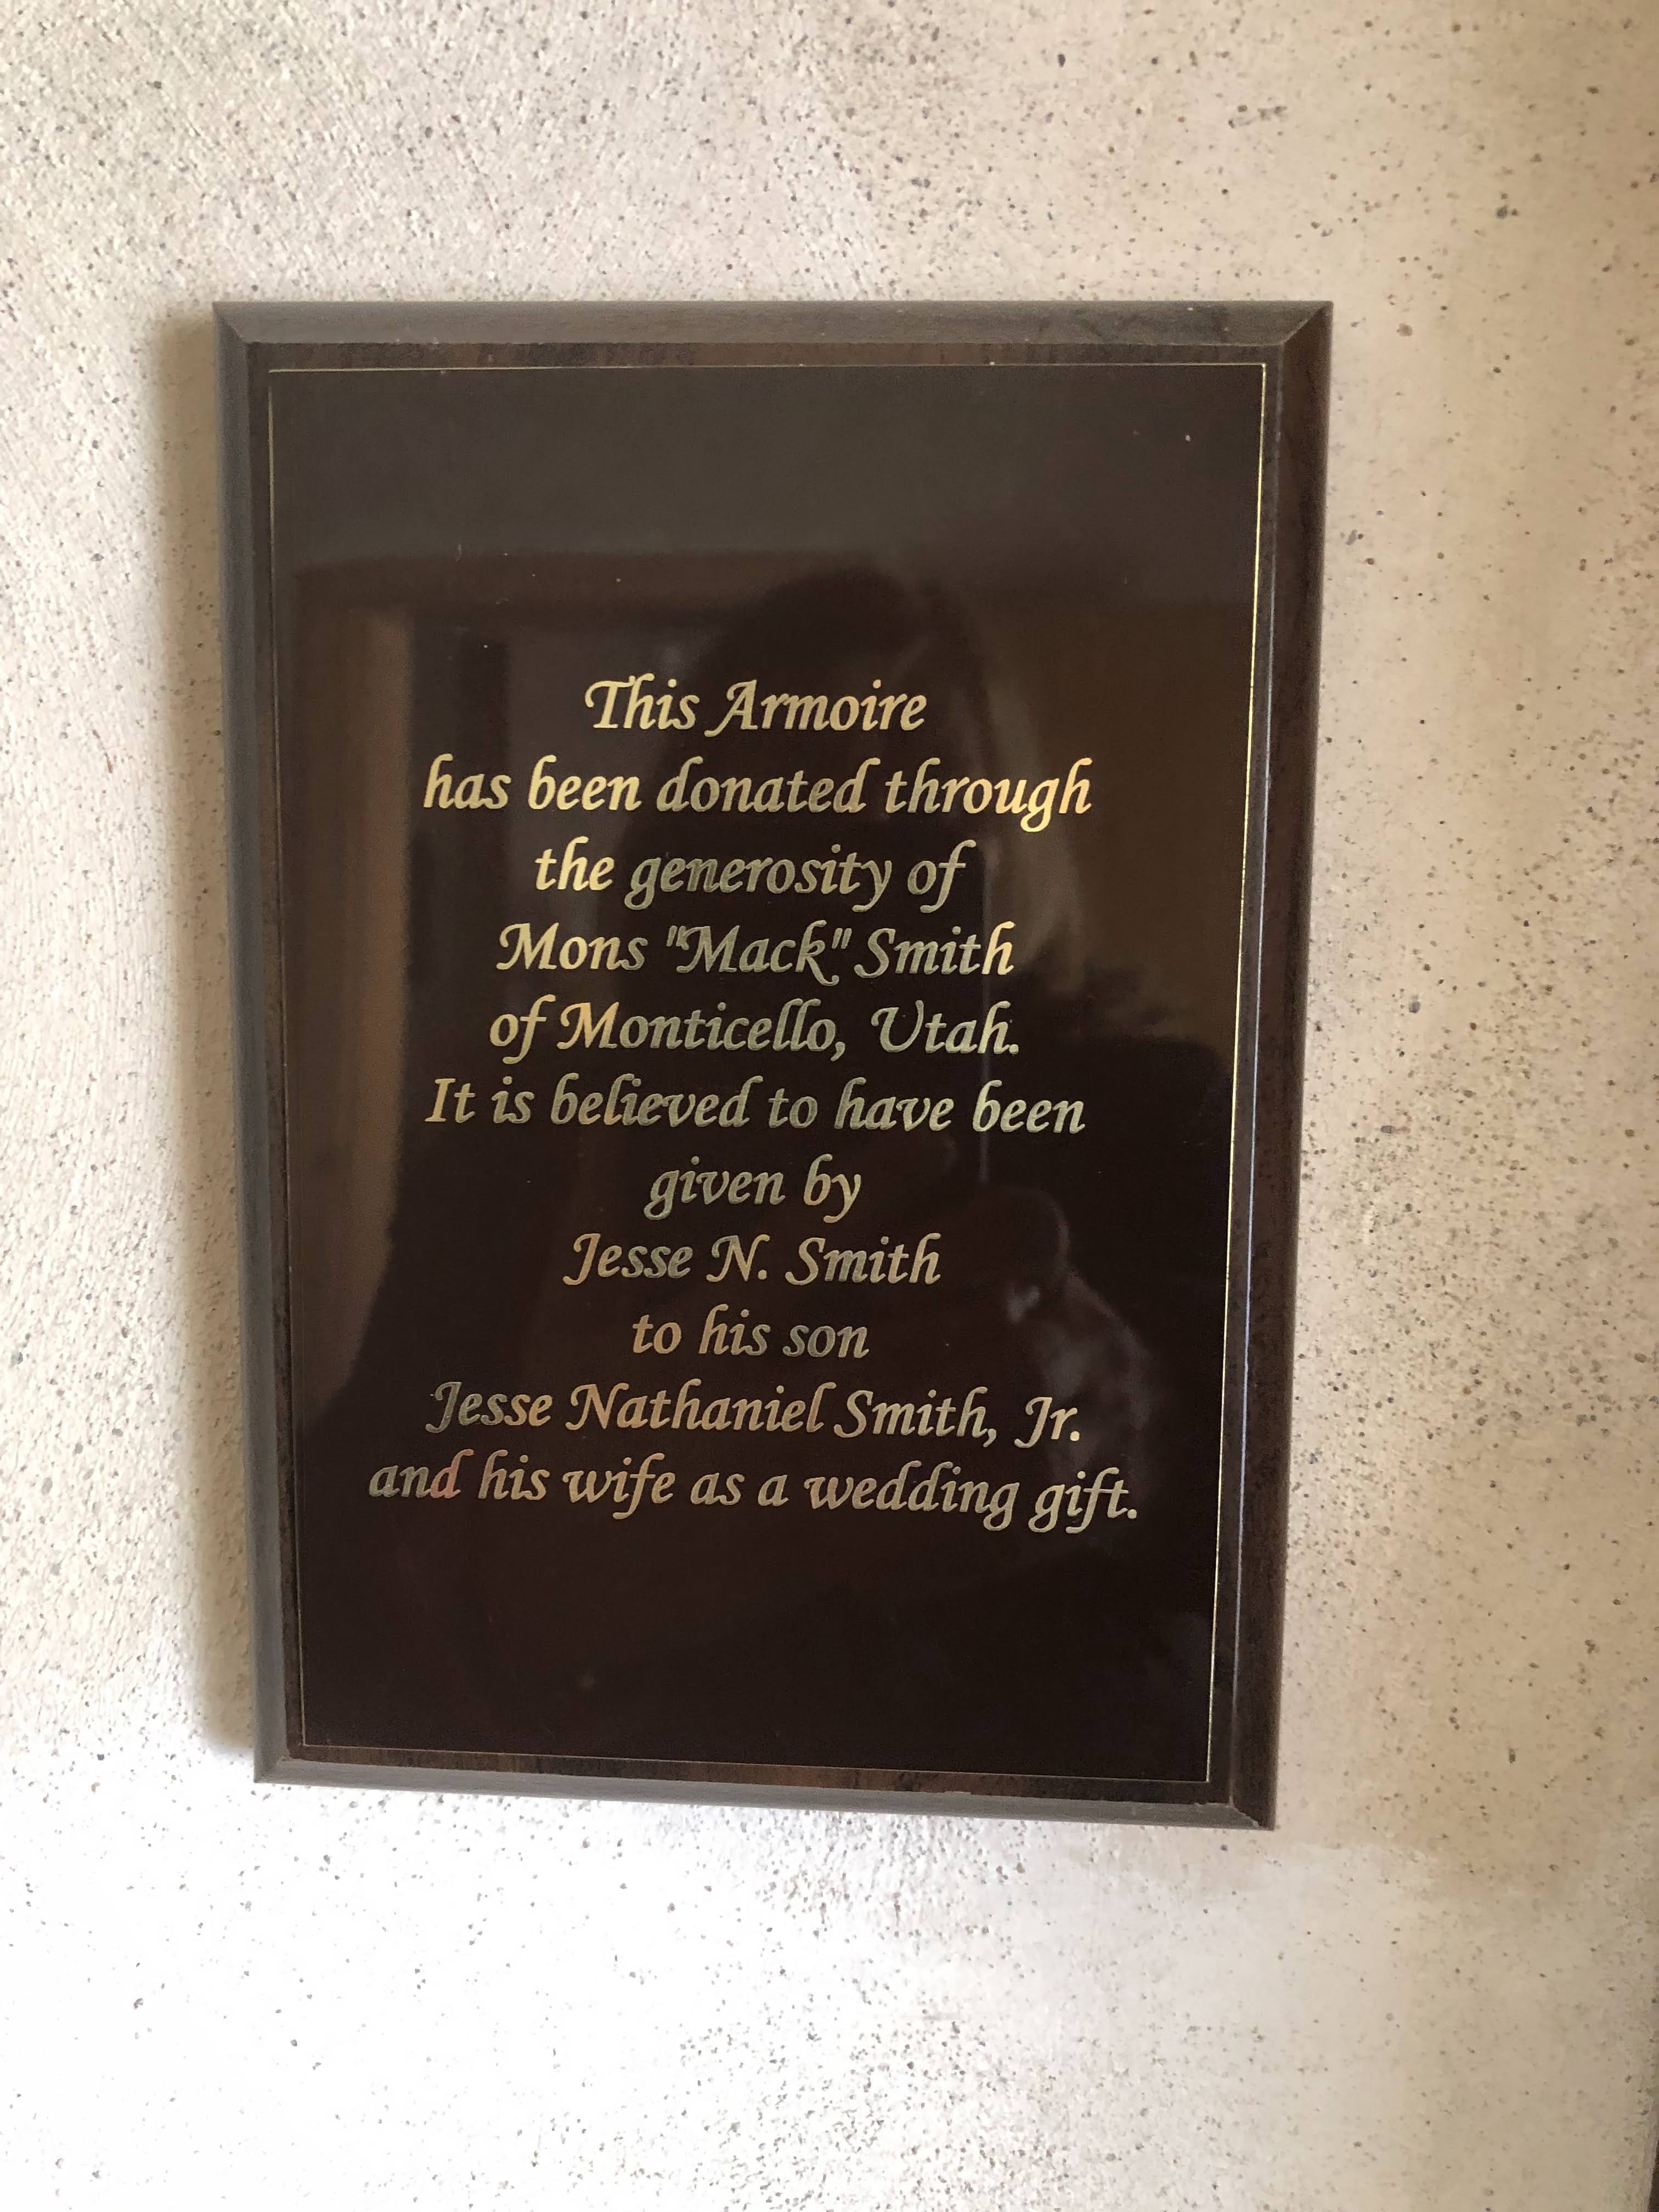 This Armoire
has been donated through
the generosity of
Mons "Mack" Smith
of Monticello, Utah.
It is believed to have been
given by
Jesse N. Smith
to his son
Jesse Nathaniel Smith, Jr.
and his wife as a wedding gift.